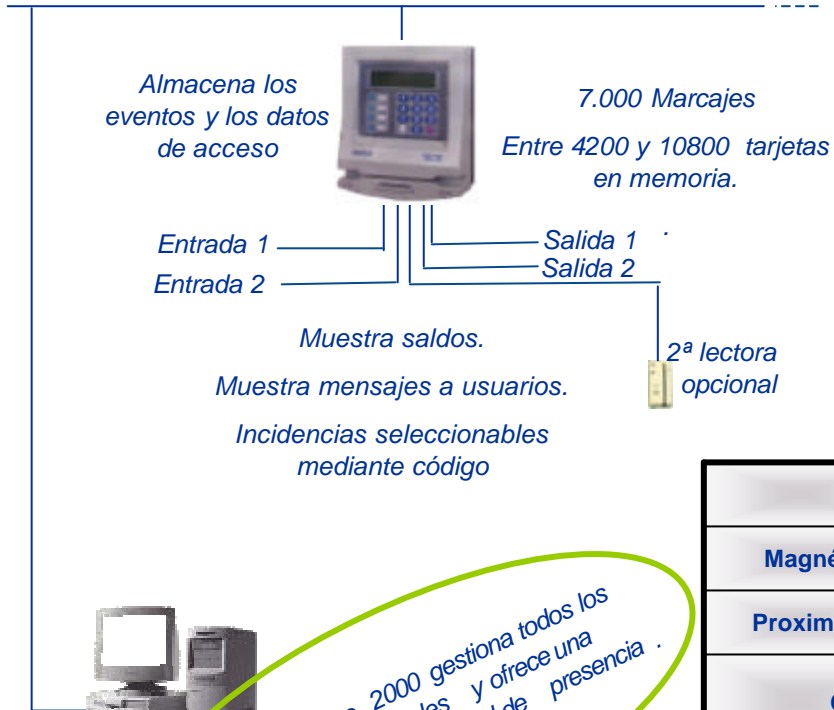 Almacena los
eventos y los datos
de acceso
7.000 Marcajes
Entre 4200 y 10800 tarjetas
en memoria.
.
Entrada 1
Entrada 2
Salida 1
Salida 2
2ª lectora
opcional
Muestra saldos.
Muestra mensajes a usuarios.
Incidencias seleccionables
mediante código
2000 gestiona todos los
y ofrece una
de presencia .